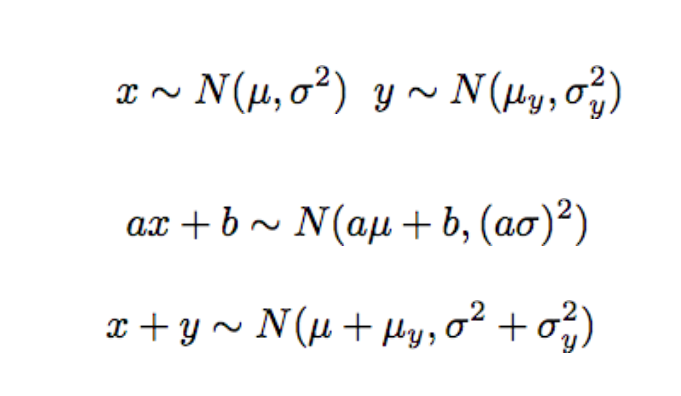 x ∼ N(μ, σ²)  y ∼ N(μ_y, σ_y²)
ax + b ∼ N(aμ + b, (aσ)²)
x + y ∼ N(μ + μ_y, σ² + σ_y²)